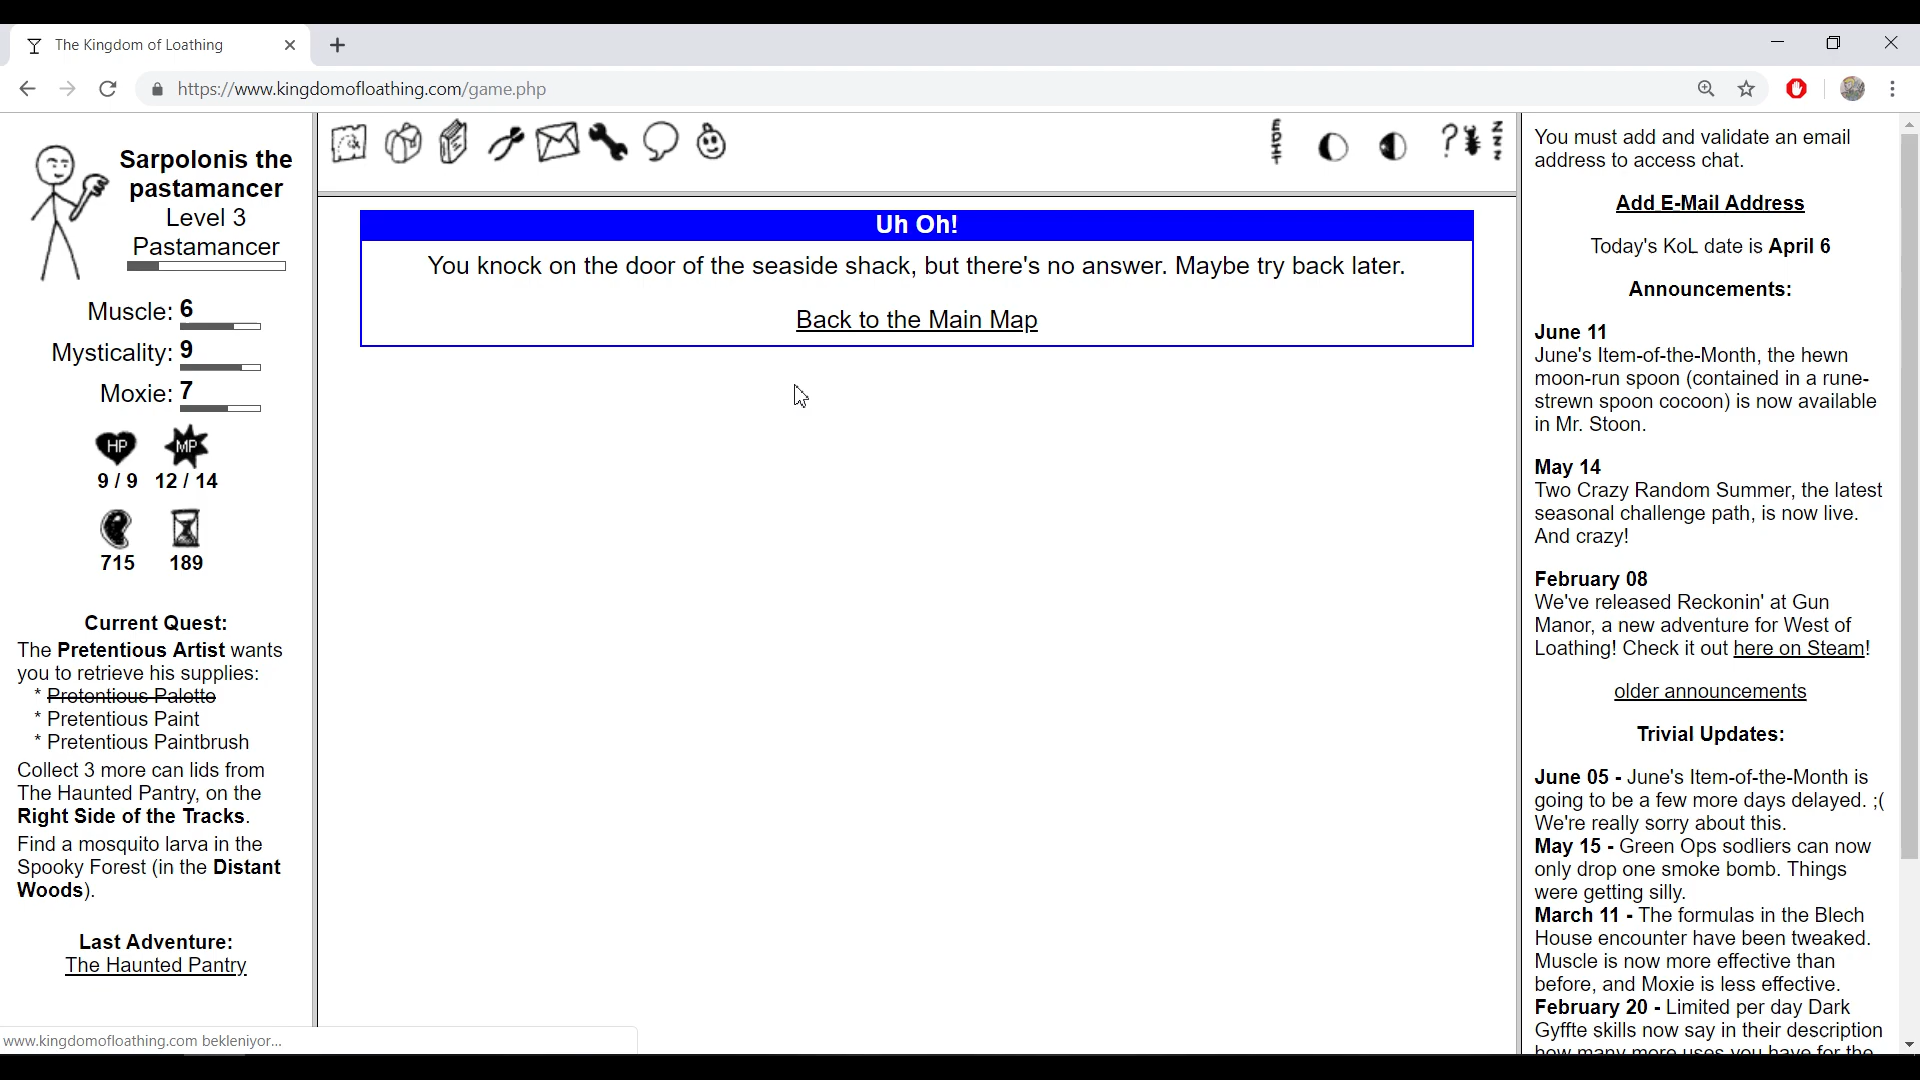 The Kingdom of Loathing
https://www.kingdomofloathing.com/game.php
Sarpolonis the
pastamancer
Level 3
Pastamancer
Muscle: 6
Mysticality: 9
Moxie: 7
HP MP
9 / 9 12 / 14
715 189
Current Quest:
The Pretentious Artist wants
you to retrieve his supplies:
* Pretentious Palette
* Pretentious Paint
* Pretentious Paintbrush
Collect 3 more can lids from
The Haunted Pantry, on the
Right Side of the Tracks.
Find a mosquito larva in the
Spooky Forest (in the Distant
Woods).
Last Adventure:
The Haunted Pantry
www.kingdomofloathing.com bekleniyor...
EDIT
?
ZZZ
Uh Oh!
You knock on the door of the seaside shack, but there's no answer. Maybe try back later.
Back to the Main Map
You must add and validate an email
address to access chat.
Add E-Mail Address
Today's KoL date is April 6
Announcements:
June 11
June's Item-of-the-Month, the hewn
moon-run spoon (contained in a rune-
strewn spoon cocoon) is now available
in Mr. Stoon.
May 14
Two Crazy Random Summer, the latest
seasonal challenge path, is now live.
And crazy!
February 08
We've released Reckonin' at Gun
Manor, a new adventure for West of
Loathing! Check it out here on Steam!
older announcements
Trivial Updates:
June 05 - June's Item-of-the-Month is
going to be a few more days delayed. ;(
We're really sorry about this.
May 15 - Green Ops sodliers can now
only drop one smoke bomb. Things
were getting silly.
March 11 - The formulas in the Blech
House encounter have been tweaked.
Muscle is now more effective than
before, and Moxie is less effective.
February 20 - Limited per day Dark
Gyffte skills now say in their description
how many more uses you have for the